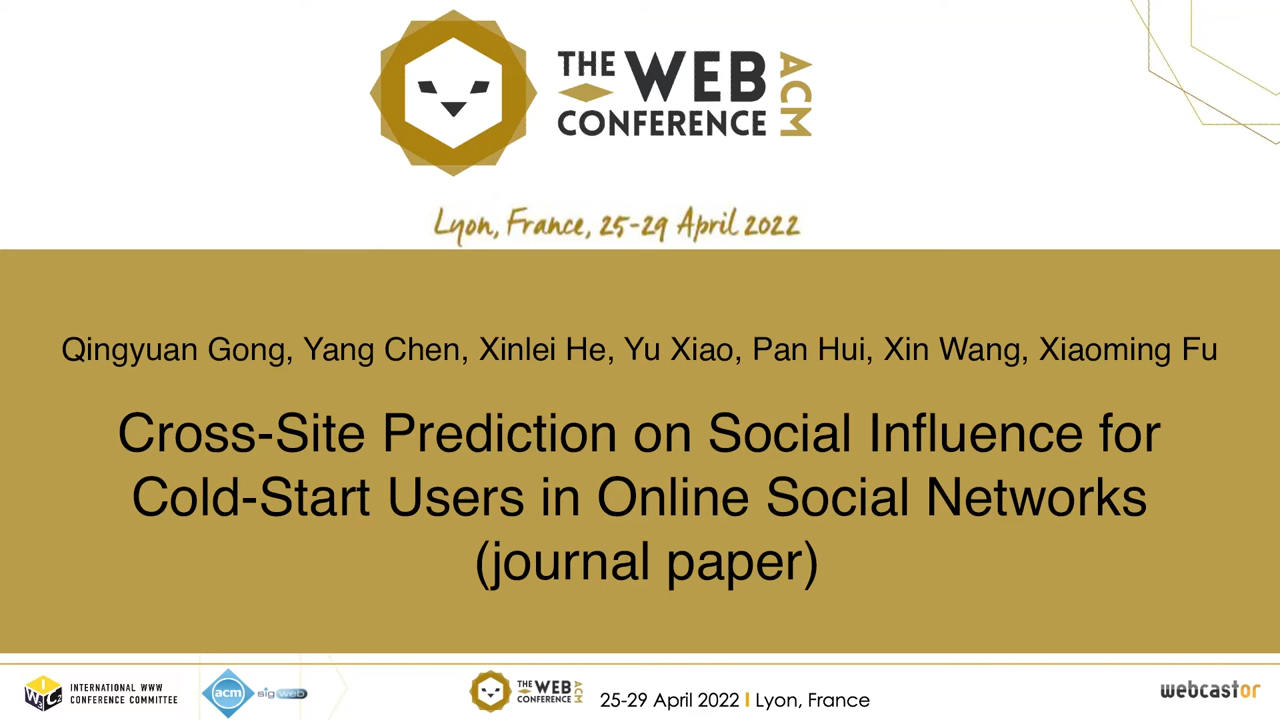 THE WEB
CONFERENCE
ACM
Lyon, France, 25-29 April 2022
Qingyuan Gong, Yang Chen, Xinlei He, Yu Xiao, Pan Hui, Xin Wang, Xiaoming Fu
Cross-Site Prediction on Social Influence for
Cold-Start Users in Online Social Networks
(journal paper)
INTERNATIONAL WWW
CONFERENCE COMMITTEE
acm
sigweb
THE WEB
CONFERENCE
ACM
25-29 April 2022 I Lyon, France
webcastor